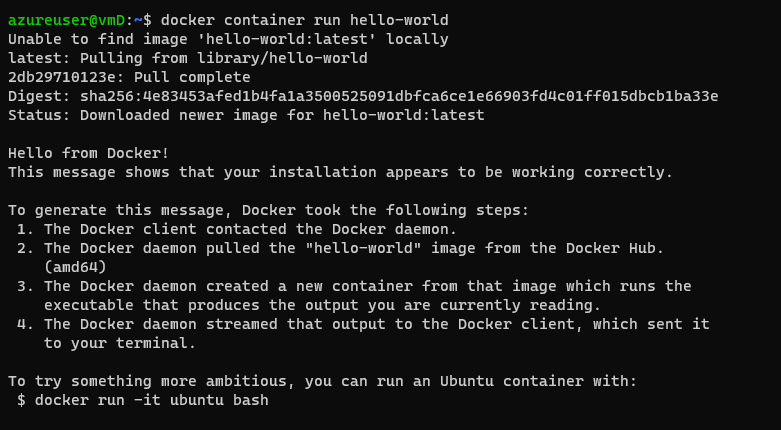 azureuser@vmD:~$ docker container run hello-world
Unable to find image 'hello-world:latest' locally
latest: Pulling from library/hello-world
2db29710123e: Pull complete
Digest: sha256:4e83453afed1b4fa1a3500525091dbfca6ce1e66903fd4c01ff015dbcb1ba33e
Status: Downloaded newer image for hello-world:latest

Hello from Docker!
This message shows that your installation appears to be working correctly.

To generate this message, Docker took the following steps:
 1. The Docker client contacted the Docker daemon.
 2. The Docker daemon pulled the "hello-world" image from the Docker Hub.
    (amd64)
 3. The Docker daemon created a new container from that image which runs the
    executable that produces the output you are currently reading.
 4. The Docker daemon streamed that output to the Docker client, which sent it
    to your terminal.

To try something more ambitious, you can run an Ubuntu container with:
 $ docker run -it ubuntu bash